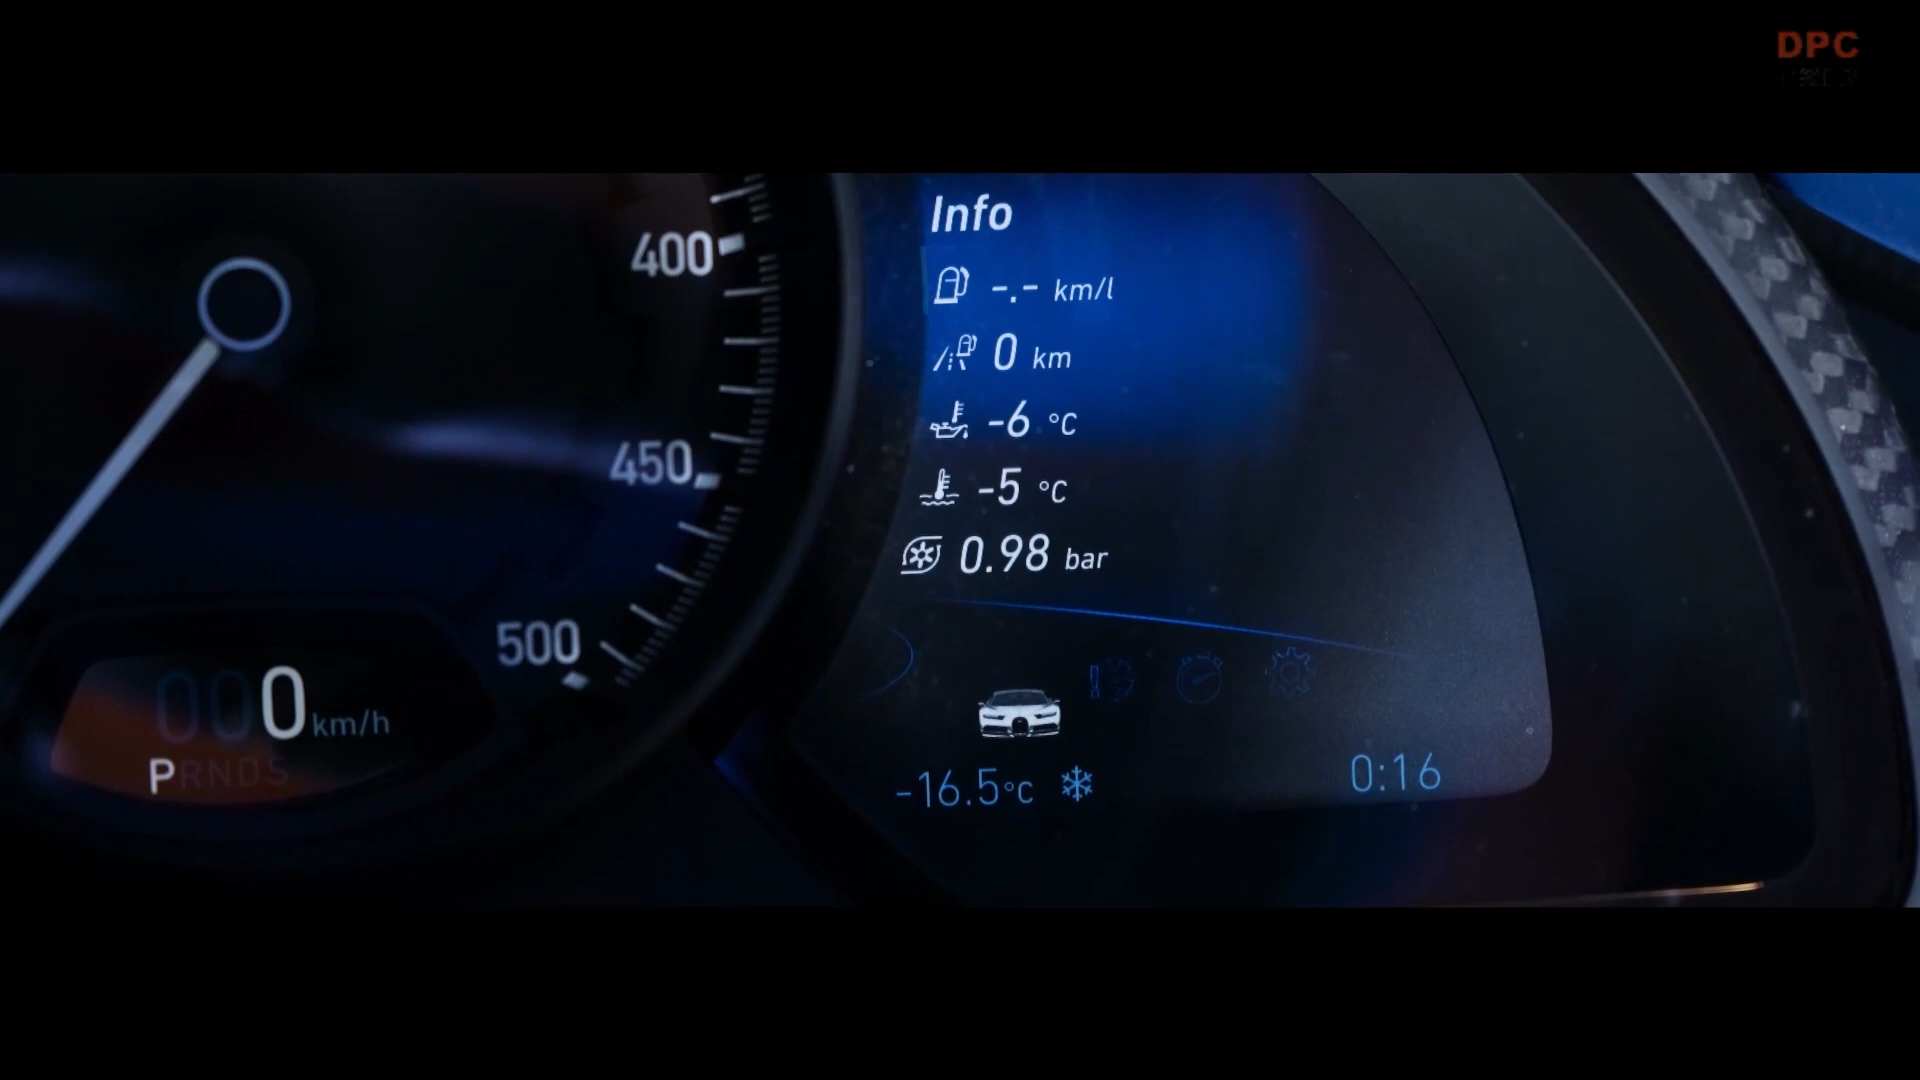 DPC
400
450
500
000 km/h
PRNDS
Info
-.- km/l
0 km
-6 °C
-5 °C
0.98 bar
-16.5°C
0:16